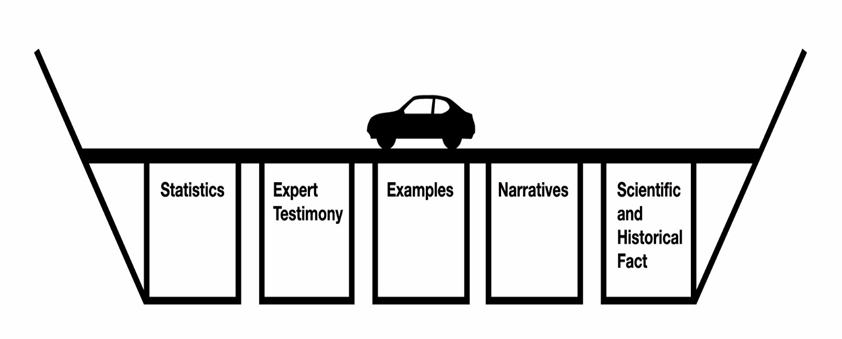 Statistics
Expert
Testimony
Examples
Narratives
Scientific
and
Historical
Fact